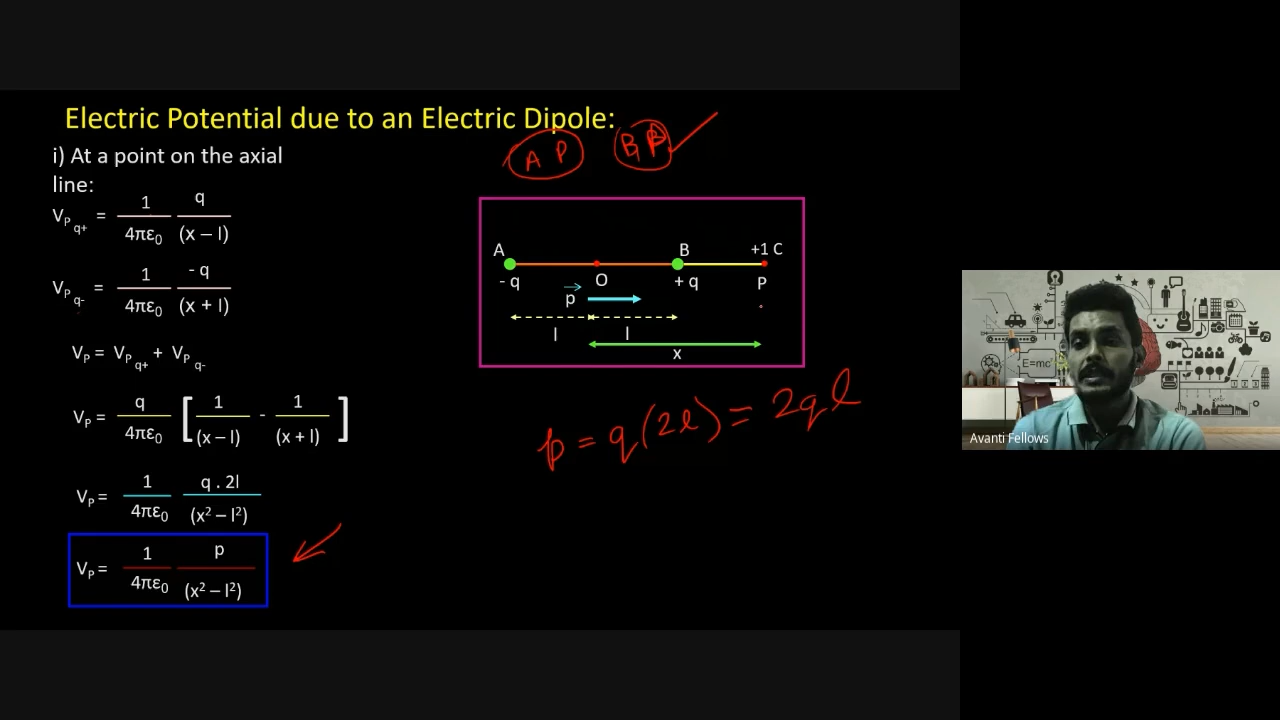 Electric Potential due to an Electric Dipole:
i) At a point on the axial
line:
V_P q+ = 1/4πε₀ q/(x – l)
V_P q- = 1/4πε₀ - q/(x + l)
V_P = V_P q+ + V_P q-
V_P = q/4πε₀ [ 1/(x – l) - 1/(x + l) ]
V_P = 1/4πε₀ q . 2l/(x² – l²)
V_P = 1/4πε₀ p/(x² – l²)
A P
A B +1 C
- q O + q P
p
l l
x
p = q(2l) = 2ql
E=mc²
Avanti Fellows